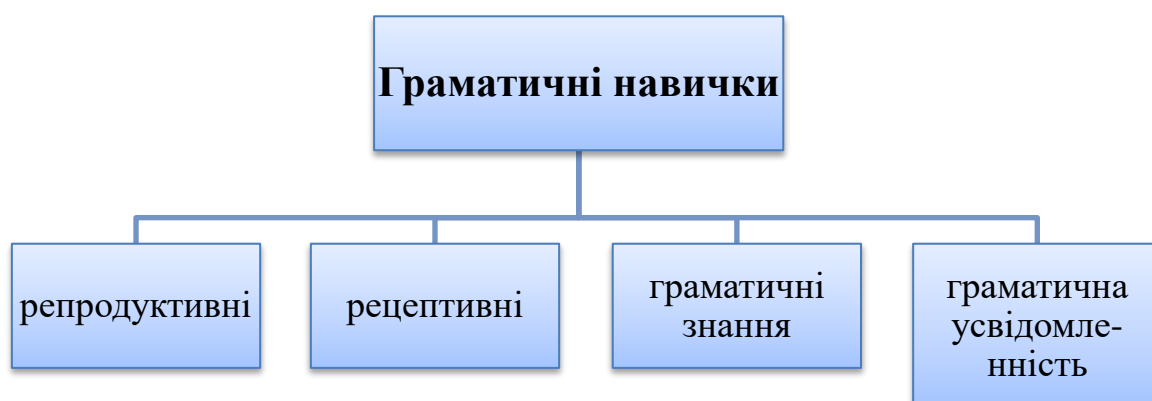 Граматичні навички
репродуктивні
рецептивні
граматичні
знання
граматична
усвідомле-
нність